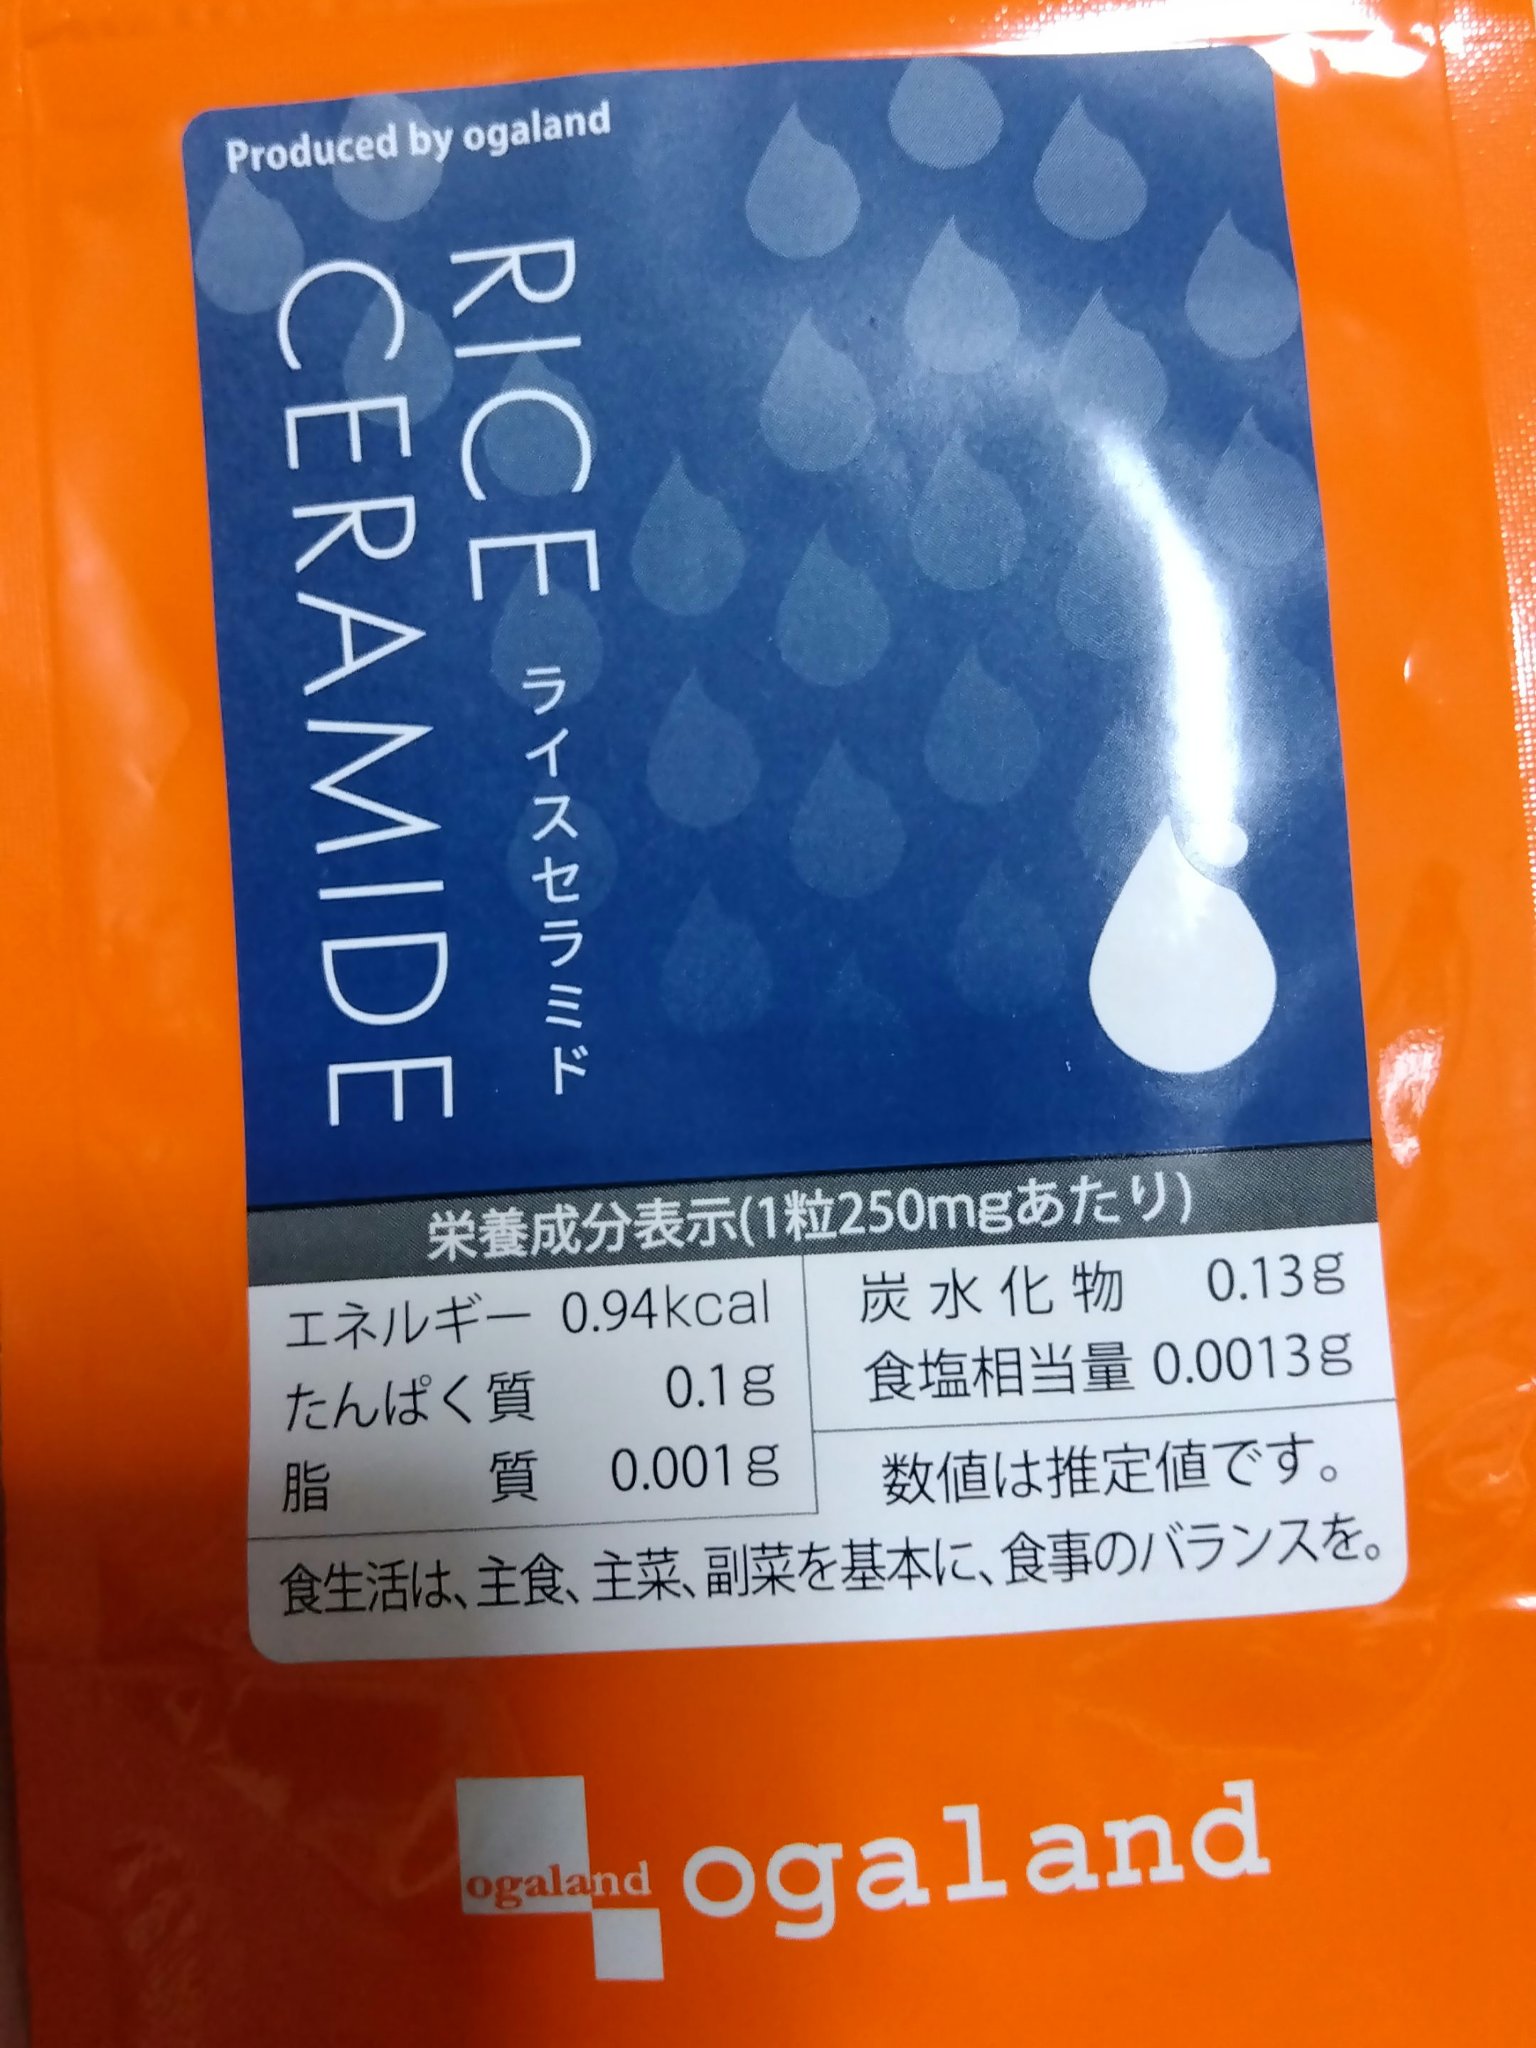 Produced by ogaland
RICE
CERAMIDE
ライスセラミド
栄養成分表示(1粒250mgあたり)
エネルギー 0.94kcal
たんぱく質 0.1g
脂質 0.001g
炭水化物 0.13g
食塩相当量 0.0013g
数値は推定値です。
食生活は、主食、主菜、副菜を基本に、食事のバランスを。
ogaland
ogaland